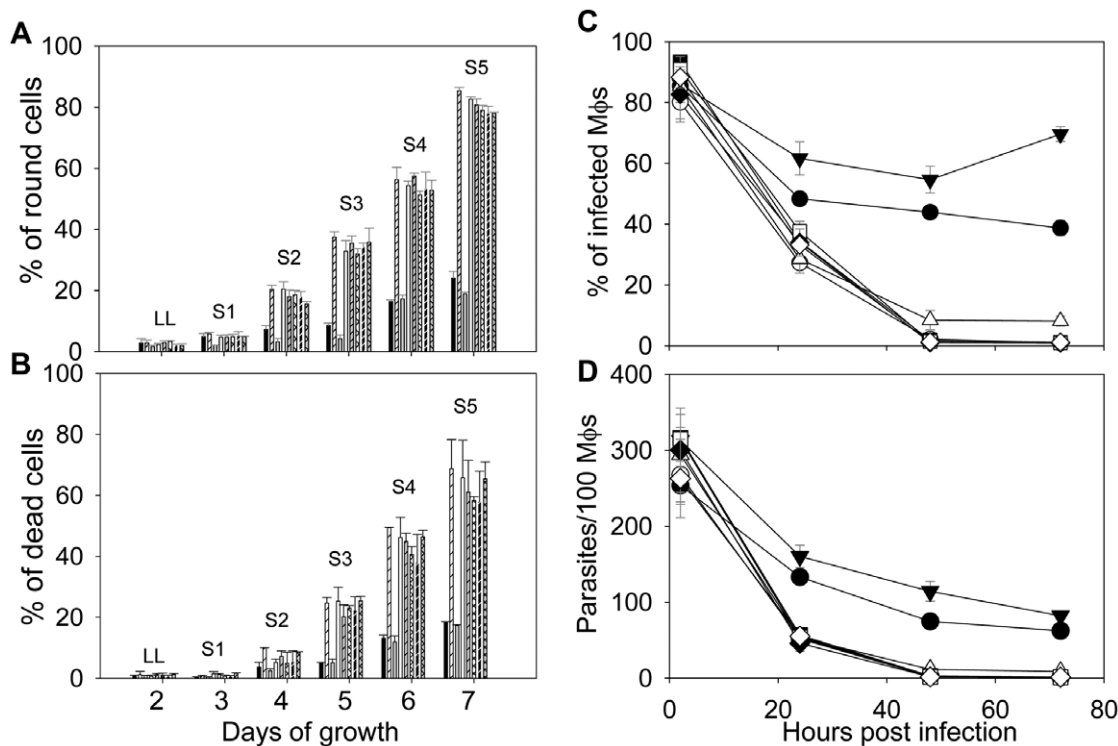 A
% of round cells
100
80
60
40
20
0
LL
S1
S2
S3
S4
S5
B
% of dead cells
100
80
60
40
20
0
LL
S1
S2
S3
S4
S5
2 3 4 5 6 7
Days of growth
C
% of infected Mϕs
100
80
60
40
20
0
D
Parasites/100 Mϕs
400
300
200
100
0
0 20 40 60 80
Hours post infection